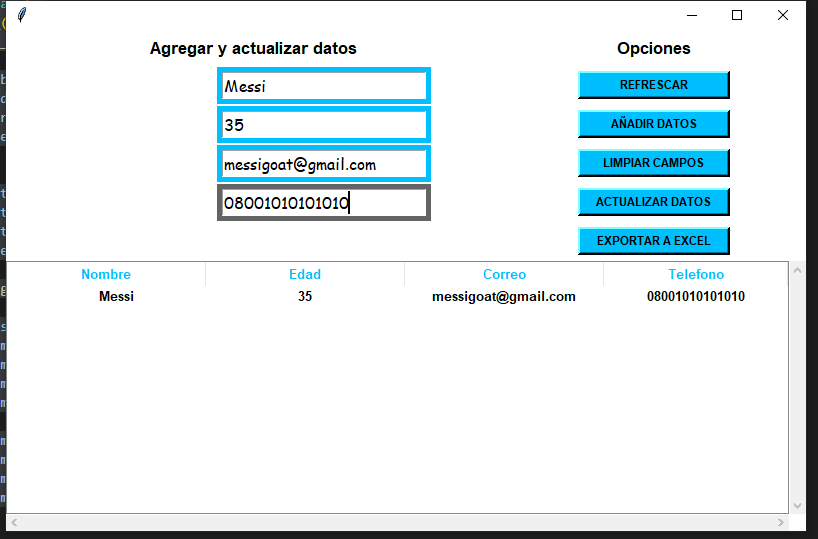 Agregar y actualizar datos
Opciones
Messi
REFRESCAR
35
AÑADIR DATOS
messigoat@gmail.com
LIMPIAR CAMPOS
08001010101010
ACTUALIZAR DATOS
EXPORTAR A EXCEL
Nombre Edad Correo Telefono
Messi 35 messigoat@gmail.com 08001010101010